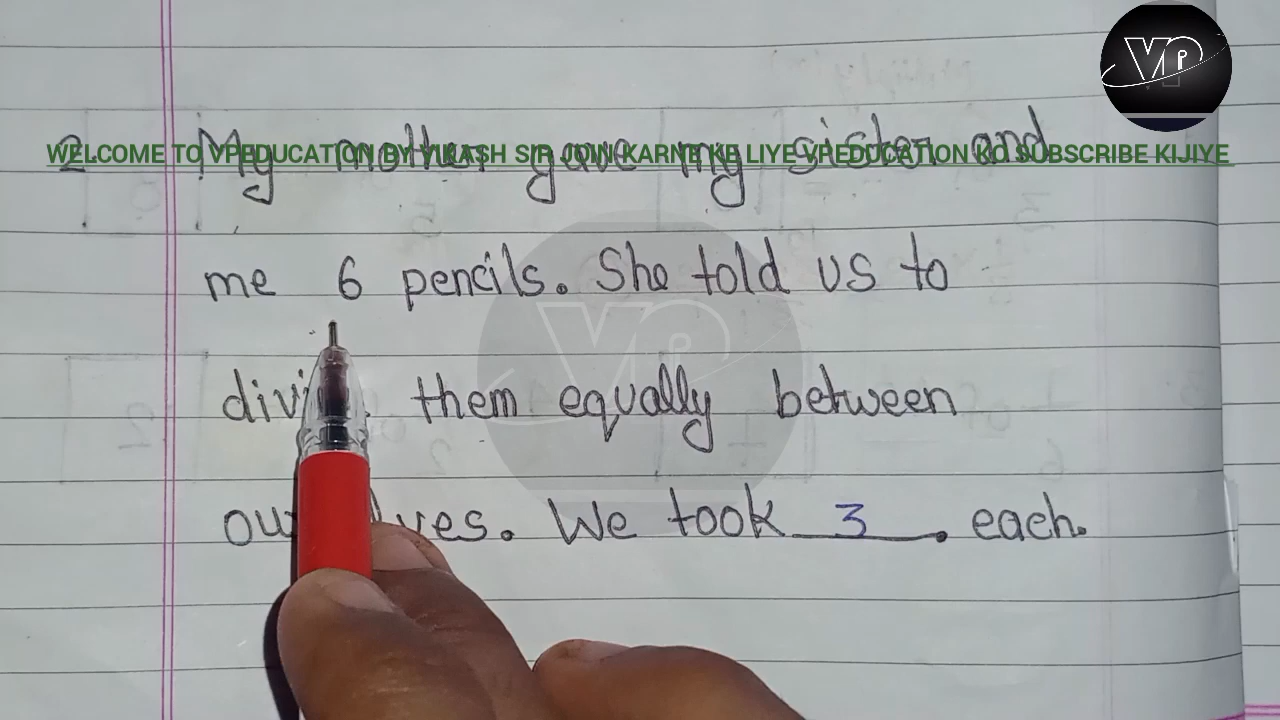 VP
WELCOME TO VPEDUCATION BY VIKASH SIR JOIN KARNE KE LIYE VPEDUCATION KO SUBSCRIBE KIJIYE
2. My mother gave my sister and
me 6 pencils. She told us to
them equally between
We took 3 . each.